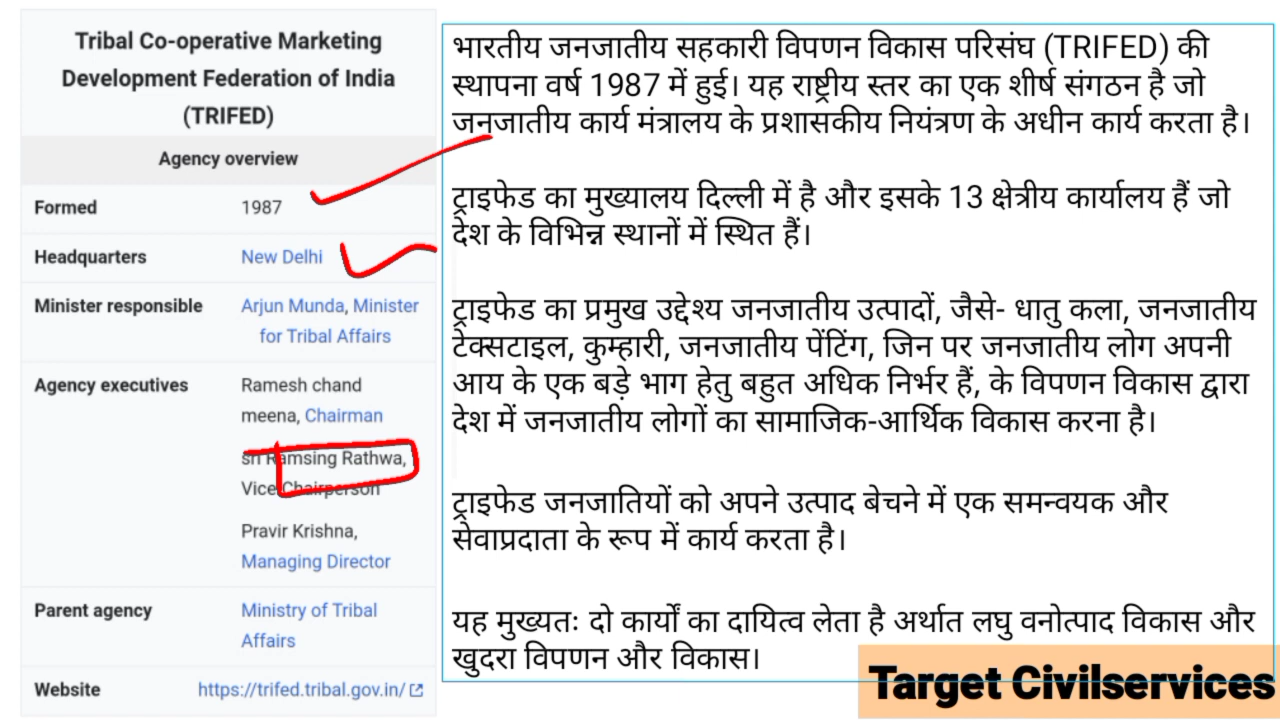 Tribal Co-operative Marketing
Development Federation of India
(TRIFED)
Agency overview
Formed 1987
Headquarters New Delhi
Minister responsible Arjun Munda, Minister
for Tribal Affairs
Agency executives Ramesh chand
meena, Chairman
sri Ramsing Rathwa,
Vice Chairperson
Pravir Krishna,
Managing Director
Parent agency Ministry of Tribal
Affairs
Website https://trifed.tribal.gov.in/
भारतीय जनजातीय सहकारी विपणन विकास परिसंघ (TRIFED) की
स्थापना वर्ष 1987 में हुई। यह राष्ट्रीय स्तर का एक शीर्ष संगठन है जो
जनजातीय कार्य मंत्रालय के प्रशासकीय नियंत्रण के अधीन कार्य करता है।
ट्राइफेड का मुख्यालय दिल्ली में है और इसके 13 क्षेत्रीय कार्यालय हैं जो
देश के विभिन्न स्थानों में स्थित हैं।
ट्राइफेड का प्रमुख उद्देश्य जनजातीय उत्पादों, जैसे- धातु कला, जनजातीय
टेक्सटाइल, कुम्हारी, जनजातीय पेंटिंग, जिन पर जनजातीय लोग अपनी
आय के एक बड़े भाग हेतु बहुत अधिक निर्भर हैं, के विपणन विकास द्वारा
देश में जनजातीय लोगों का सामाजिक-आर्थिक विकास करना है।
ट्राइफेड जनजातियों को अपने उत्पाद बेचने में एक समन्वयक और
सेवाप्रदाता के रूप में कार्य करता है।
यह मुख्यतः दो कार्यों का दायित्व लेता है अर्थात लघु वनोत्पाद विकास और
खुदरा विपणन और विकास।
Target Civilservices